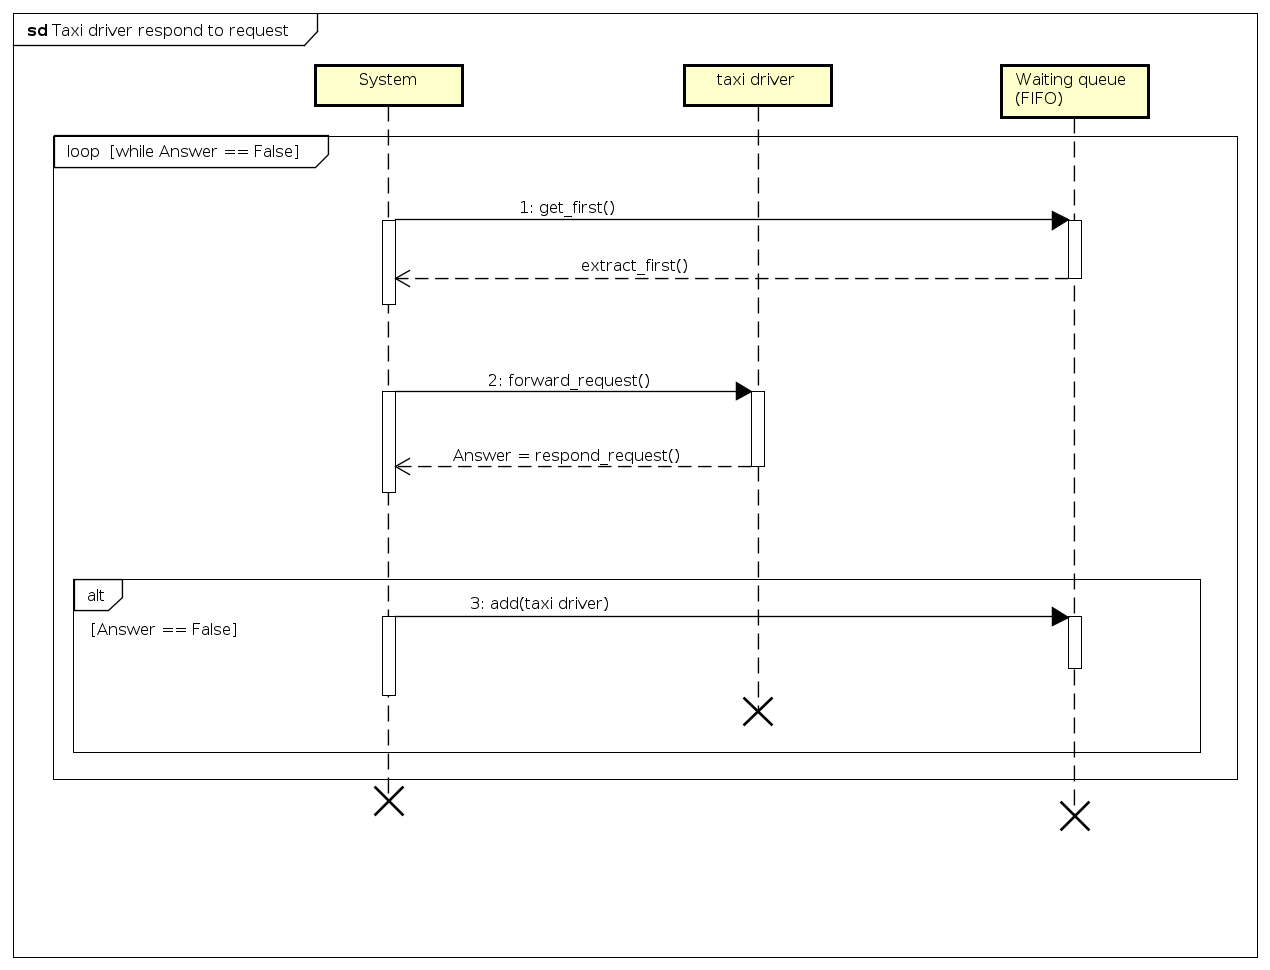 sd Taxi driver respond to request
System
taxi driver
Waiting queue
(FIFO)
loop [while Answer == False]
1: get_first()
extract_first()
2: forward_request()
Answer = respond_request()
alt
3: add(taxi driver)
[Answer == False]